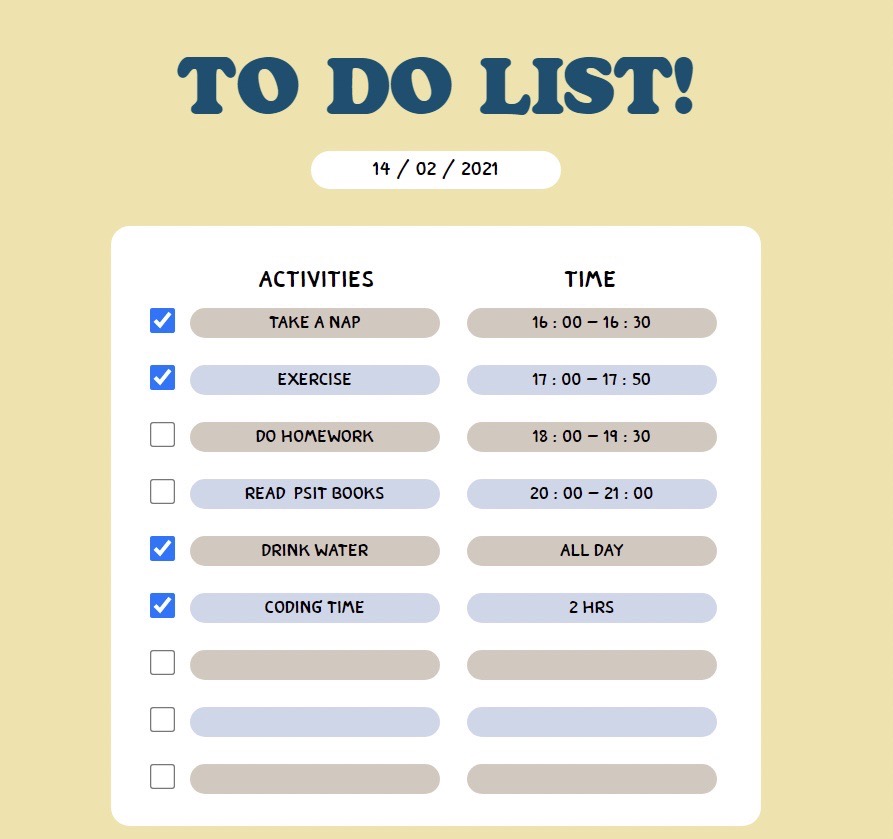 TO DO LIST!
14 / 02 / 2021
ACTIVITIES TIME
TAKE A NAP 16 : 00 – 16 : 30
EXERCISE 17 : 00 – 17 : 50
DO HOMEWORK 18 : 00 – 19 : 30
READ PSIT BOOKS 20 : 00 – 21 : 00
DRINK WATER ALL DAY
CODING TIME 2 HRS